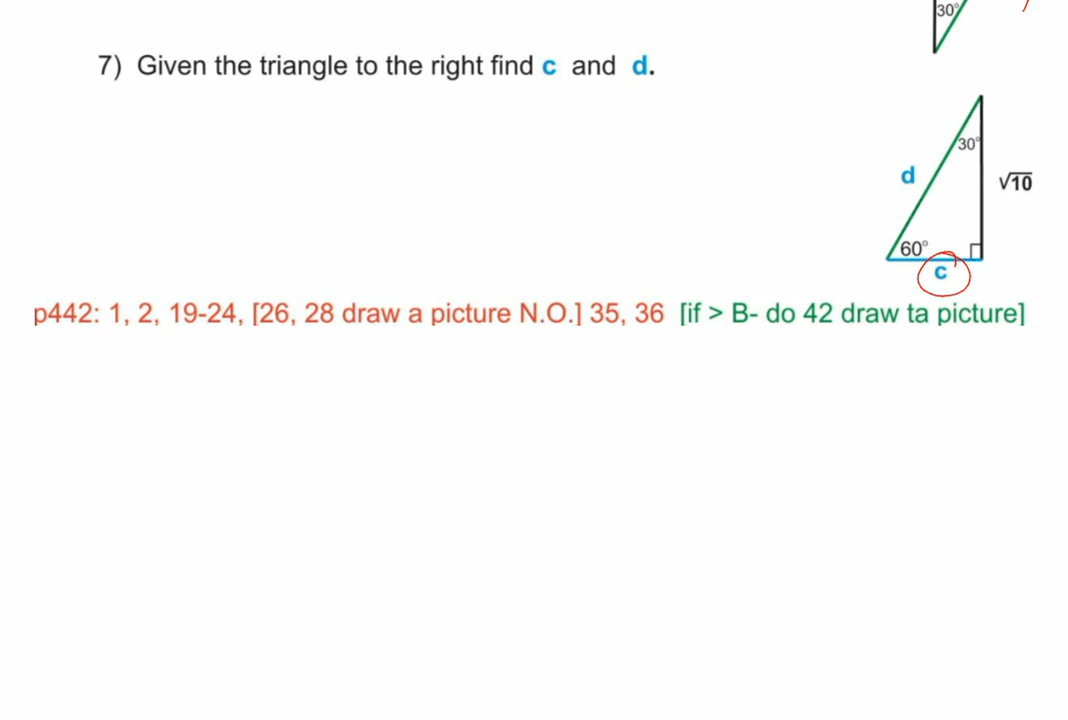 30°
7) Given the triangle to the right find c and d.
30°
d
√10
60°
c
p442: 1, 2, 19-24, [26, 28 draw a picture N.O.] 35, 36 [if > B- do 42 draw ta picture]